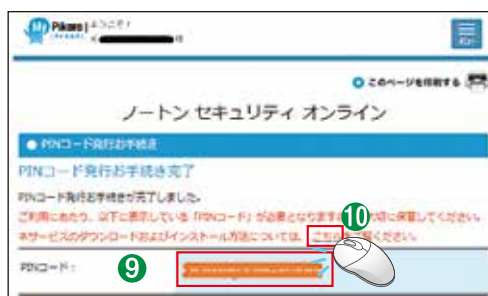 My Pikara ようこそ！
様
メニュー
このページを印刷する
ノートン セキュリティ オンライン
● PINコード発行お手続き
PINコード発行お手続き完了
PINコード発行お手続きが完了しました。
ご利用にあたり、以下に表示している「PINコード」が必要となります 大切に保管してください。
本サービスのダウンロードおよびインストール方法については、こちら ご覧ください。
⑩
PINコード：
⑨